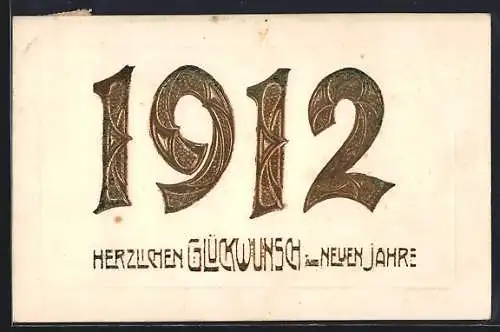 1912
HERZLICHEN GLÜCKWUNSCH ZUM NEUEN JAHRE